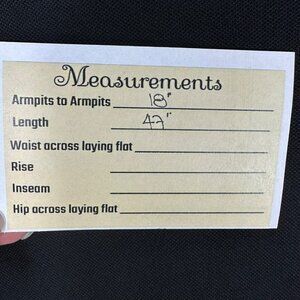 Measurements
Armpits to Armpits 18"
Length 47"
Waist across laying flat
Rise
Inseam
Hip across laying flat